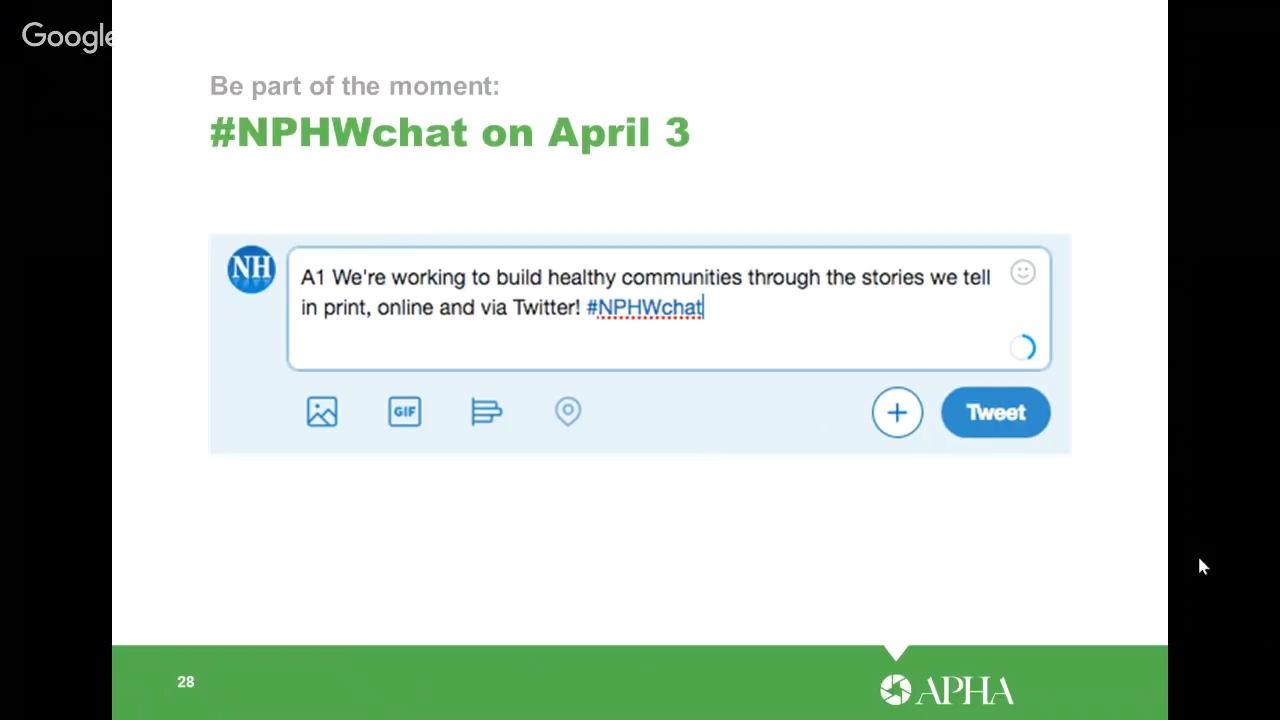 Google
Be part of the moment:
#NPHWchat on April 3
NH
A1 We're working to build healthy communities through the stories we tell
in print, online and via Twitter! #NPHWchat
GIF
Tweet
28
APHA